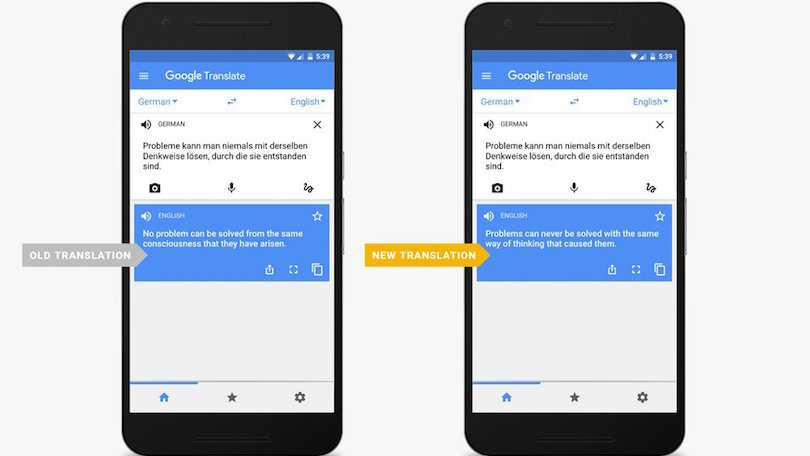 5:39
Google Translate
German
English
GERMAN
Probleme kann man niemals mit derselben
Denkweise lösen, durch die sie entstanden
sind.
ENGLISH
No problem can be solved from the same
consciousness that they have arisen.
OLD TRANSLATION
5:39
Google Translate
German
English
GERMAN
Probleme kann man niemals mit derselben
Denkweise lösen, durch die sie entstanden
sind.
ENGLISH
Problems can never be solved with the same
way of thinking that caused them.
NEW TRANSLATION